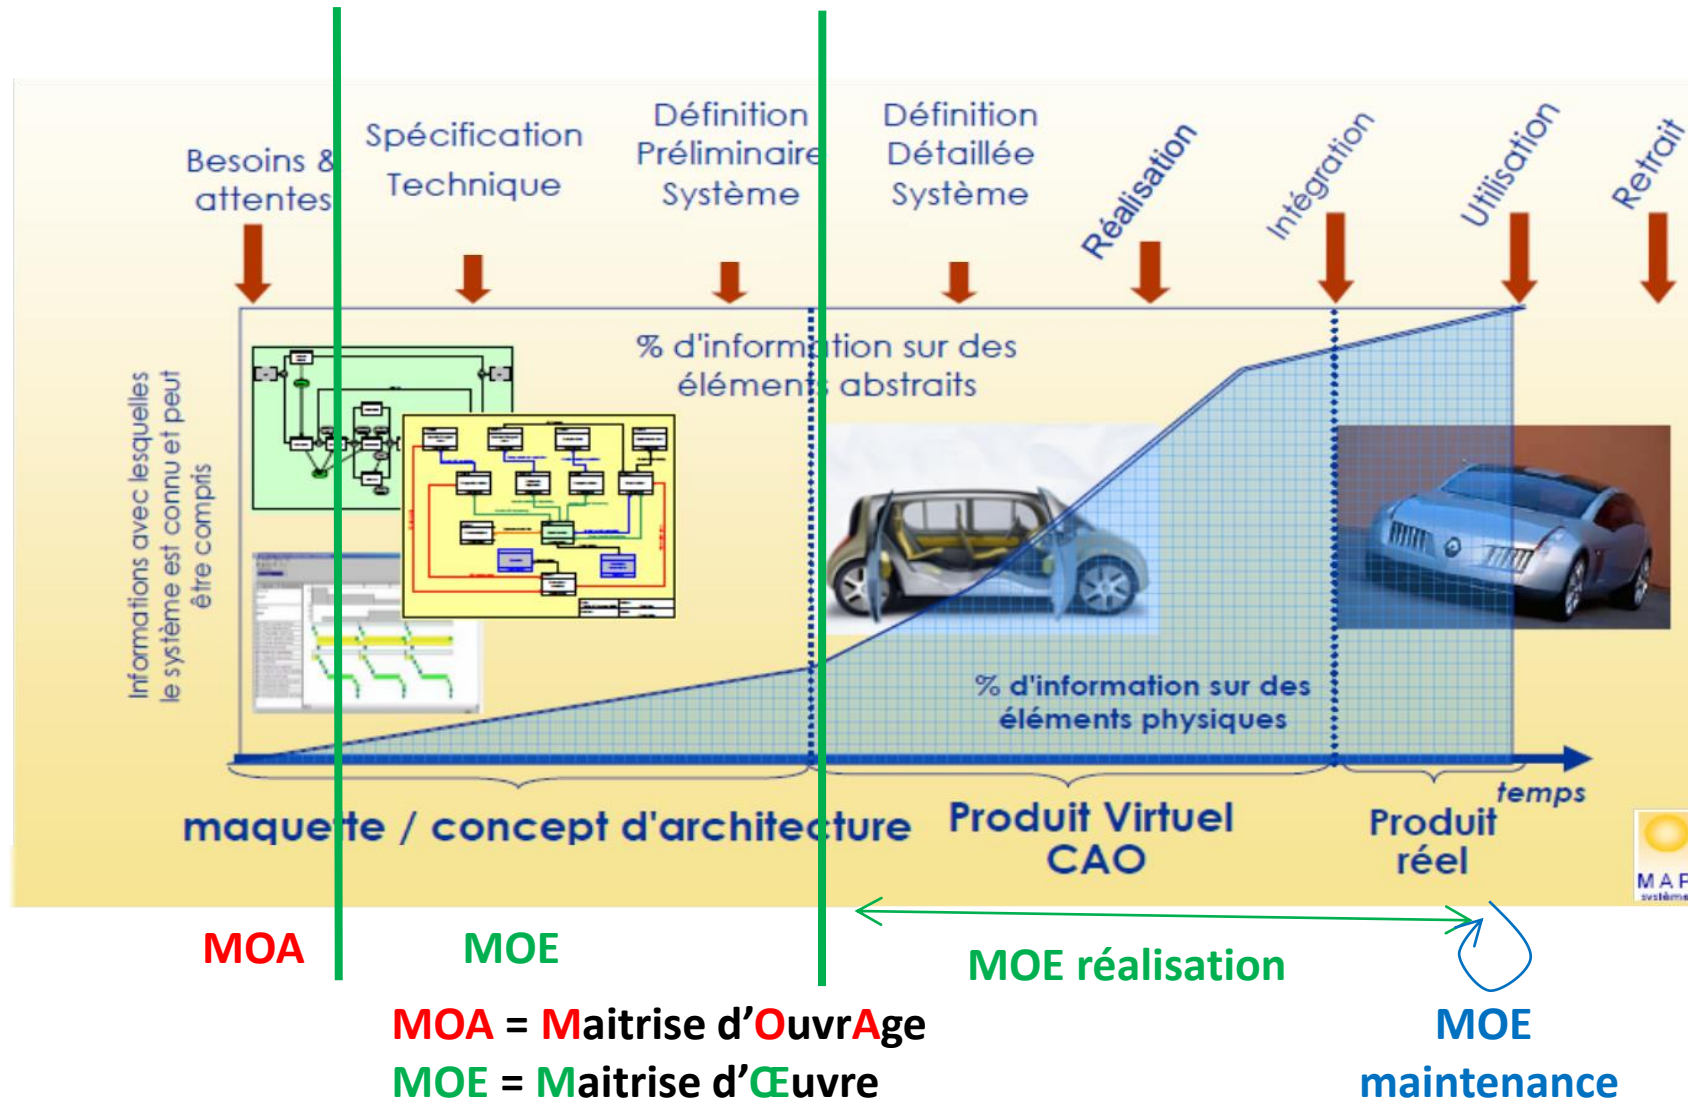 Besoins &
attentes
Spécification
Technique
Définition
Préliminaire
Système
Définition
Détaillée
Système
Réalisation
Intégration
Utilisation
Retrait
Informations avec lesquelles
le système est connu et peut
être compris
% d'information sur des
éléments abstraits
% d'information sur des
éléments physiques
temps
maquette / concept d'architecture
Produit Virtuel
CAO
Produit
réel
MAP
système
MOA
MOE
MOE réalisation
MOA = Maitrise d’OuvrAge
MOE = Maitrise d’Œuvre
MOE
maintenance